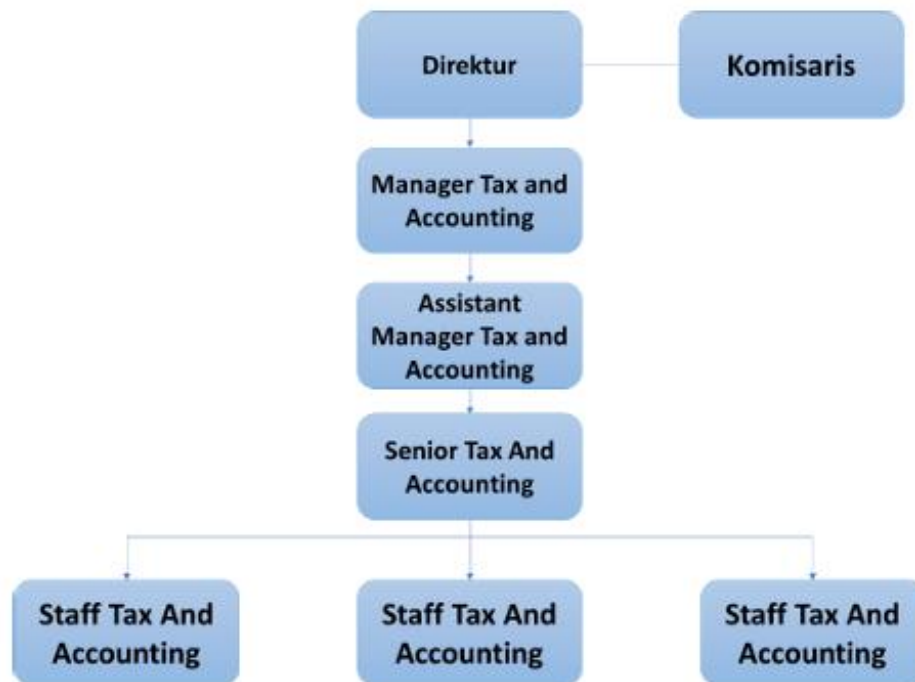 Direktur
Komisaris
Manager Tax and
Accounting
Assistant
Manager Tax and
Accounting
Senior Tax And
Accounting
Staff Tax And
Accounting
Staff Tax And
Accounting
Staff Tax And
Accounting